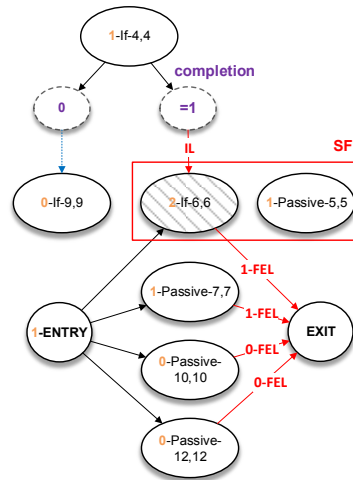 1-If-4,4
completion
0
=1
IL
SF
0-If-9,9
2-If-6,6
1-Passive-5,5
1-FEL
1-Passive-7,7
1-FEL
1-ENTRY
EXIT
0-FEL
0-Passive-
10,10
0-FEL
0-Passive-
12,12